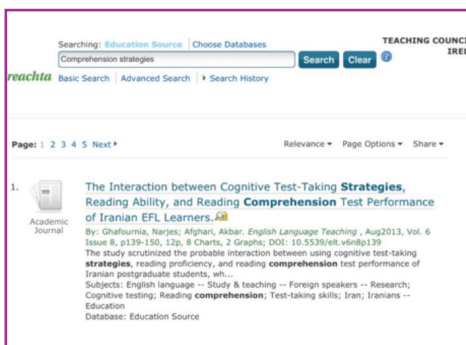 Searching: Education Source Choose Databases
TEACHING COUNCI
IREL
Comprehension strategies
Search Clear ?
reachta Basic Search Advanced Search Search History
Page: 1 2 3 4 5 Next
Relevance Page Options Share
1.
The Interaction between Cognitive Test-Taking Strategies,
Reading Ability, and Reading Comprehension Test Performance
of Iranian EFL Learners.
Academic
Journal
By: Ghafournia, Narjes; Afghari, Akbar. English Language Teaching , Aug2013, Vol. 6
Issue 8, p139-150, 12p, 8 Charts, 2 Graphs; DOI: 10.5539/elt.v6n8p139
The study scrutinized the probable interaction between using cognitive test-taking
strategies, reading proficiency, and reading comprehension test performance of
Iranian postgraduate students, wh...
Subjects: English language -- Study & teaching -- Foreign speakers -- Research;
Cognitive testing; Reading comprehension; Test-taking skills; Iran; Iranians --
Education
Database: Education Source